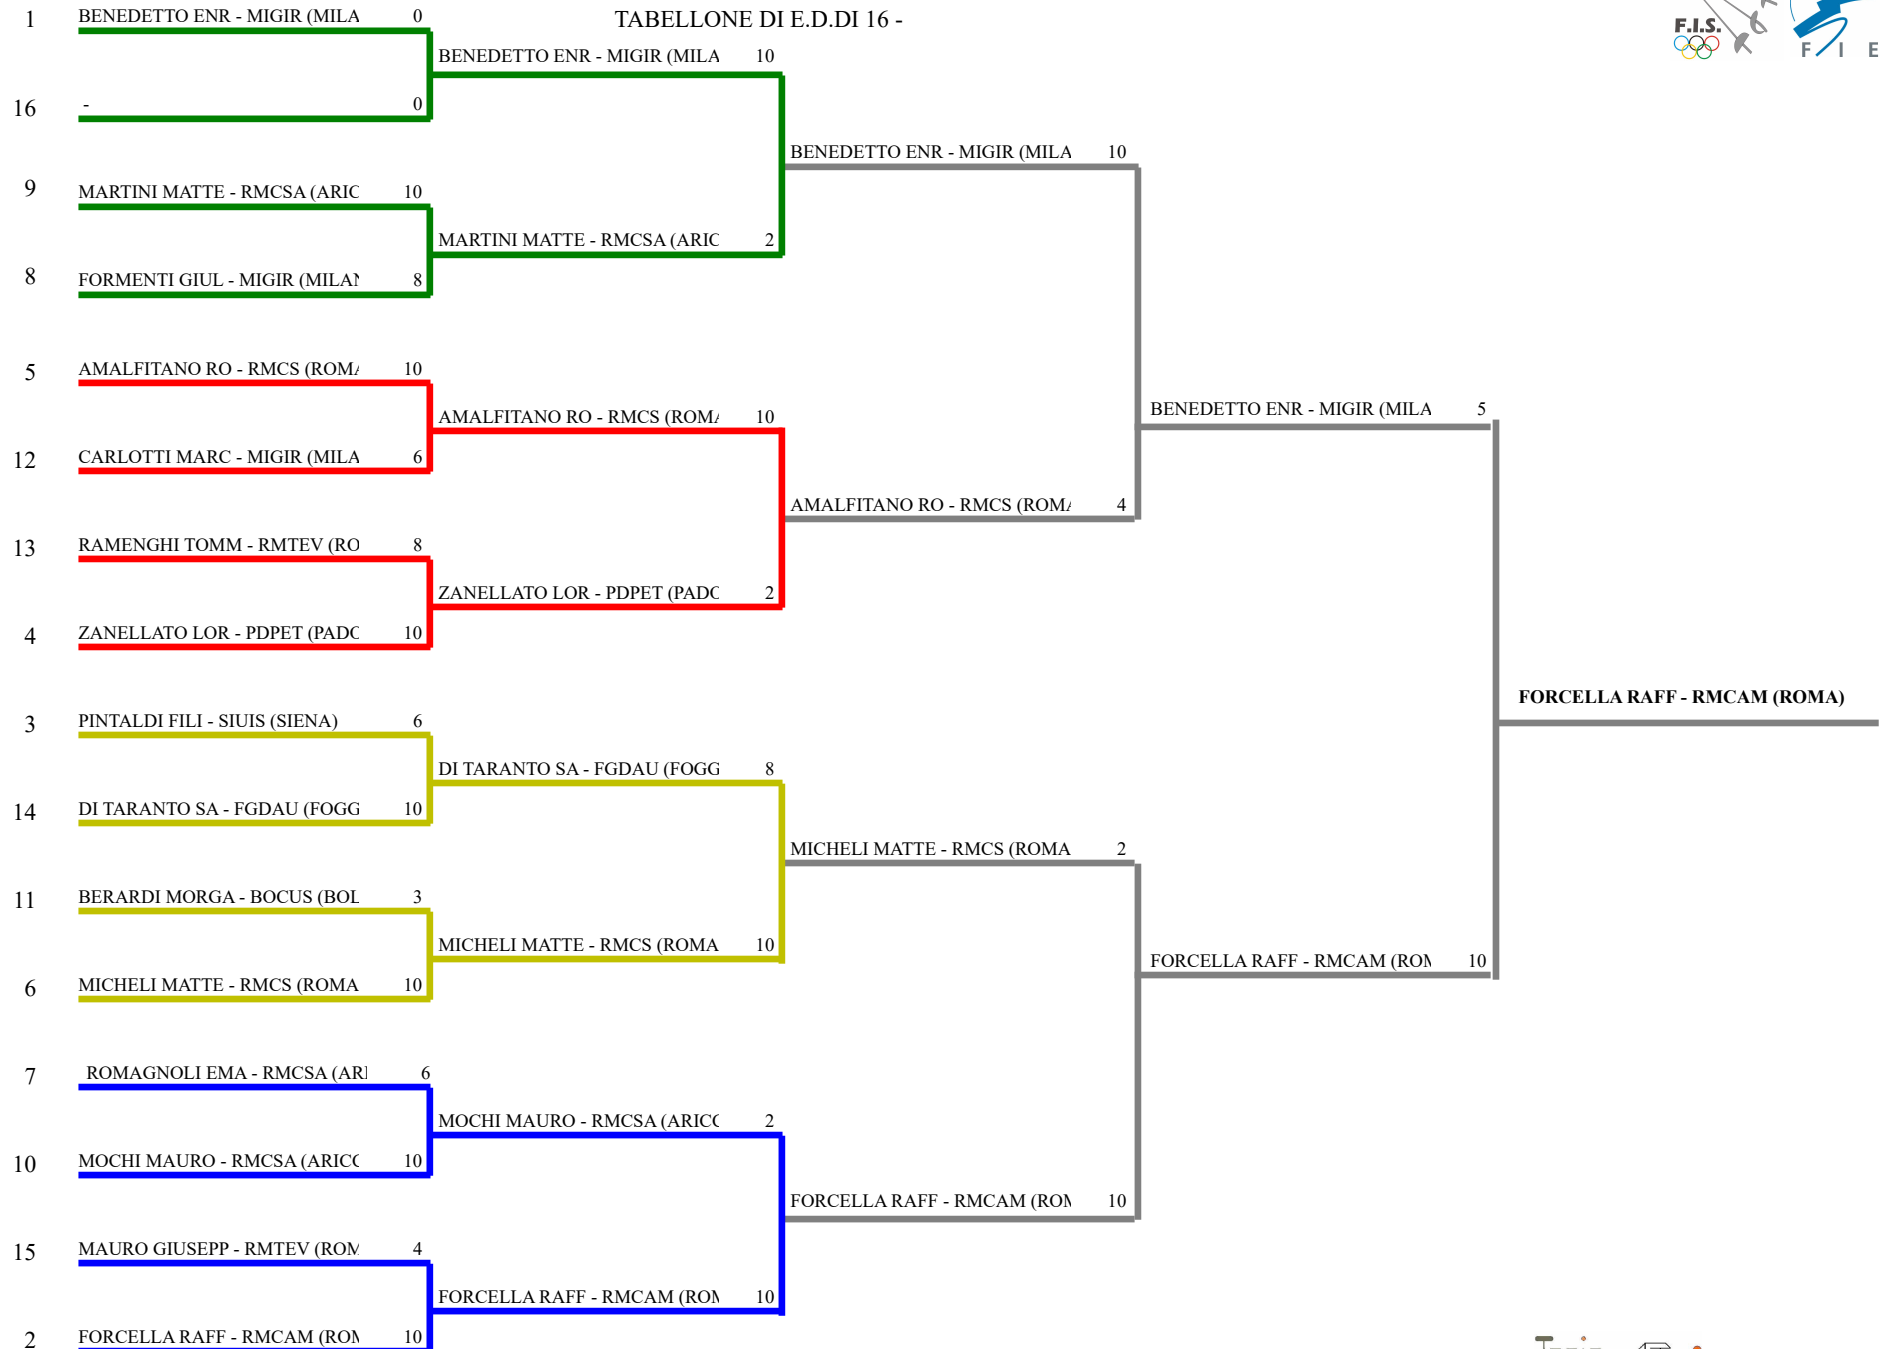 TABELLONE DI E.D.DI 16 -
F.I.S.
F I E
1 BENEDETTO ENR - MIGIR (MILA 0
BENEDETTO ENR - MIGIR (MILA 10
16 - 0
BENEDETTO ENR - MIGIR (MILA 10
9 MARTINI MATTE - RMCSA (ARIC 10
MARTINI MATTE - RMCSA (ARIC 2
8 FORMENTI GIUL - MIGIR (MILAN 8
5 AMALFITANO RO - RMCS (ROMA 10
BENEDETTO ENR - MIGIR (MILA 5
AMALFITANO RO - RMCS (ROMA 10
12 CARLOTTI MARC - MIGIR (MILA 6
AMALFITANO RO - RMCS (ROMA 4
13 RAMENGHI TOMM - RMTEV (RO 8
ZANELLATO LOR - PDPET (PADO 2
4 ZANELLATO LOR - PDPET (PADO 10
FORCELLA RAFF - RMCAM (ROMA)
3 PINTALDI FILI - SIUIS (SIENA) 6
DI TARANTO SA - FGDAU (FOGG 8
14 DI TARANTO SA - FGDAU (FOGG 10
MICHELI MATTE - RMCS (ROMA 2
11 BERARDI MORGA - BOCUS (BOL 3
MICHELI MATTE - RMCS (ROMA 10
FORCELLA RAFF - RMCAM (ROM 10
6 MICHELI MATTE - RMCS (ROMA 10
7 ROMAGNOLI EMA - RMCSA (ARI 6
MOCHI MAURO - RMCSA (ARICC 2
10 MOCHI MAURO - RMCSA (ARICC 10
FORCELLA RAFF - RMCAM (ROM 10
15 MAURO GIUSEPP - RMTEV (ROM 4
FORCELLA RAFF - RMCAM (ROM 10
2 FORCELLA RAFF - RMCAM (ROM 10